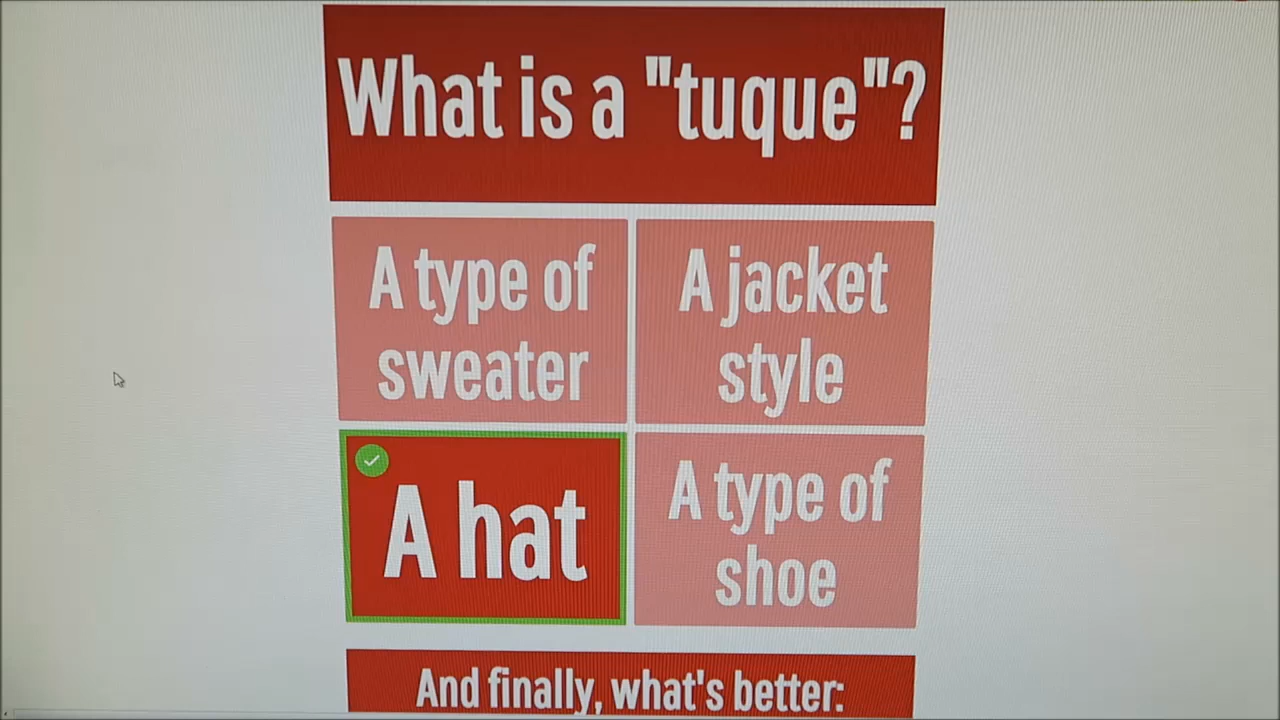 What is a "tuque"?
A type of
sweater
A jacket
style
A hat
A type of
shoe
And finally, what's better: